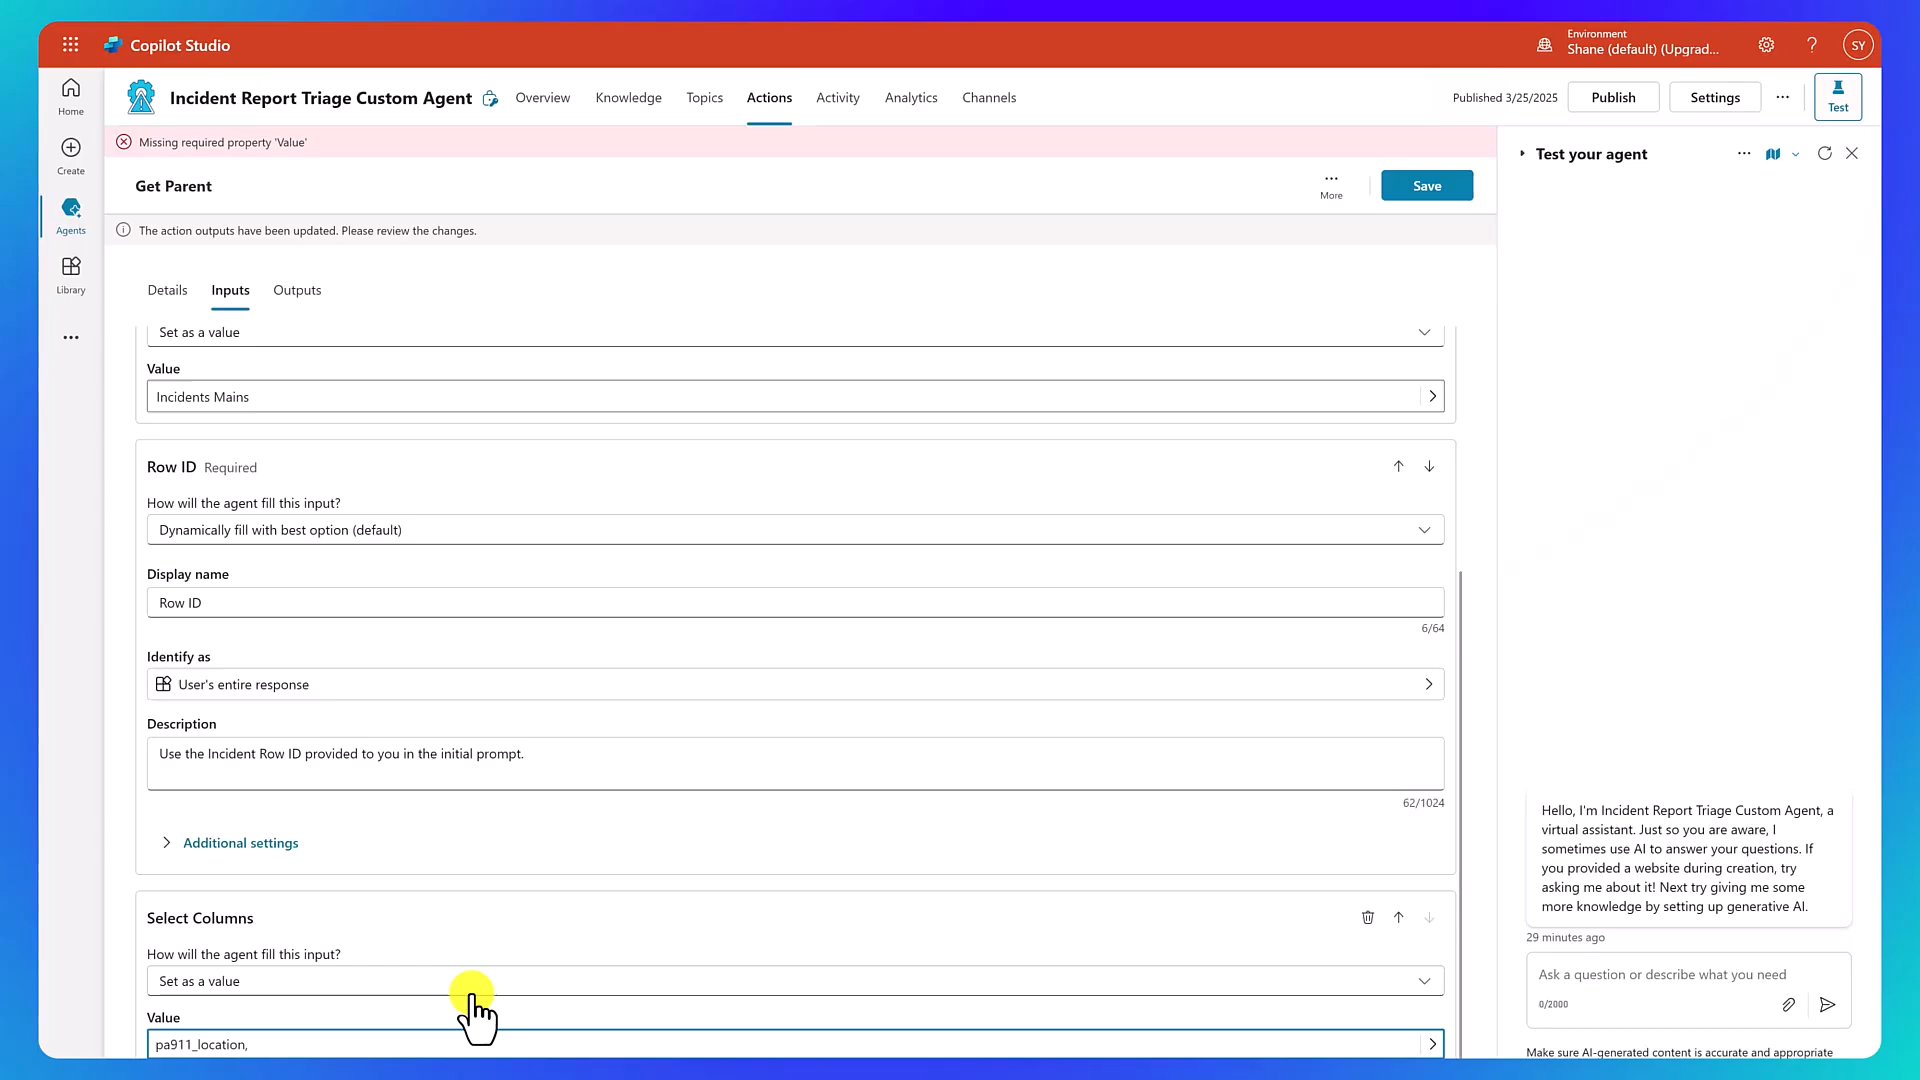 Copilot Studio
Environment
Shane (default) (Upgrad...
SY
Home
Create
Agents
Library
Incident Report Triage Custom Agent
Overview
Knowledge
Topics
Actions
Activity
Analytics
Channels
Published 3/25/2025
Publish
Settings
Test
Missing required property 'Value'
Get Parent
More
Save
The action outputs have been updated. Please review the changes.
Details
Inputs
Outputs
Set as a value
Value
Incidents Mains
Row ID Required
How will the agent fill this input?
Dynamically fill with best option (default)
Display name
Row ID
6/64
Identify as
User's entire response
Description
Use the Incident Row ID provided to you in the initial prompt.
62/1024
Additional settings
Select Columns
How will the agent fill this input?
Set as a value
Value
pa911_location,
Test your agent
Hello, I'm Incident Report Triage Custom Agent, a
virtual assistant. Just so you are aware, I
sometimes use AI to answer your questions. If
you provided a website during creation, try
asking me about it! Next try giving me some
more knowledge by setting up generative AI.
29 minutes ago
Ask a question or describe what you need
0/2000
Make sure AI-generated content is accurate and appropriate